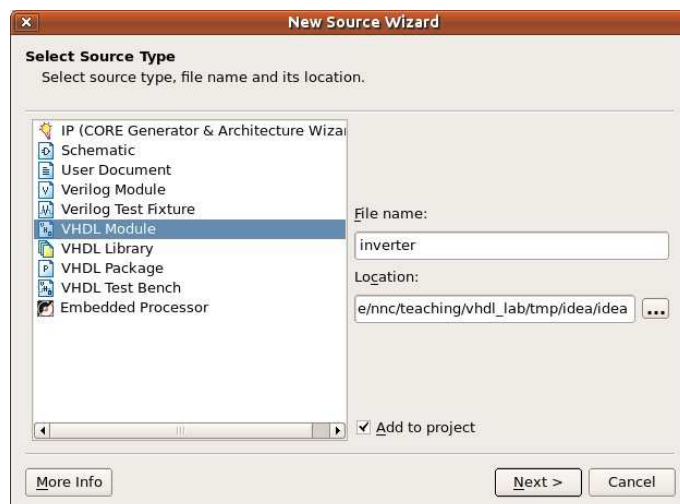 New Source Wizard
Select Source Type
Select source type, file name and its location.
IP (CORE Generator & Architecture Wizar
Schematic
User Document
Verilog Module
Verilog Test Fixture
VHDL Module
VHDL Library
VHDL Package
VHDL Test Bench
Embedded Processor
File name:
inverter
Location:
e/nnc/teaching/vhdl_lab/tmp/idea/idea
...
Add to project
More Info
Next >
Cancel